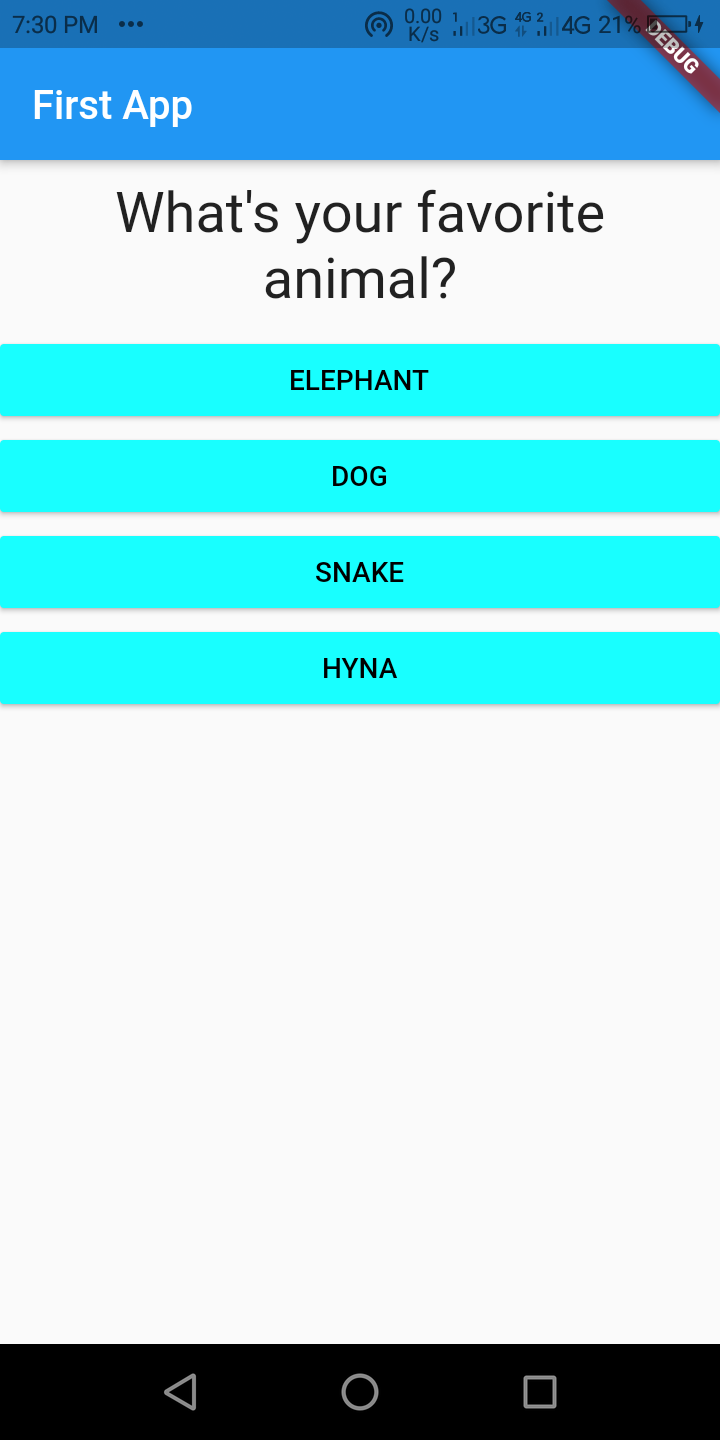 7:30 PM ••• 0.00 K/s 1 3G 4G 2 4G 21%
DEBUG
First App
What's your favorite
animal?
ELEPHANT
DOG
SNAKE
HYNA